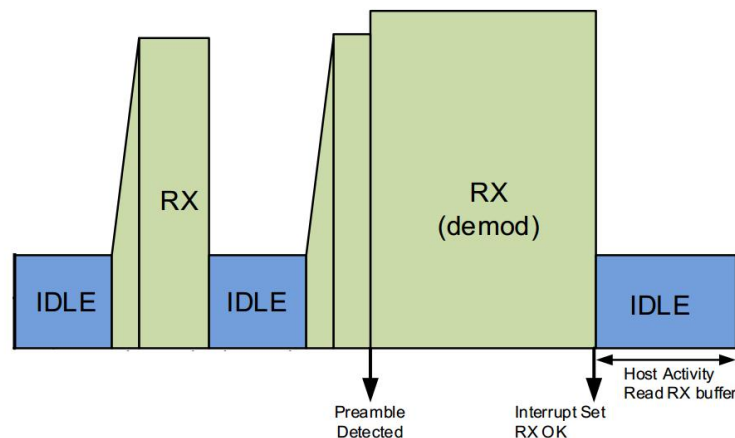 RX
RX
(demod)
IDLE
IDLE
IDLE
Preamble
Detected
Interrupt Set
RX OK
Host Activity
Read RX buffer